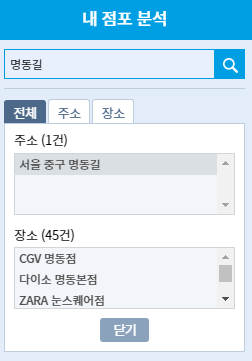 내 점포 분석
명동길
전체 주소 장소
주소 (1건)
서울 중구 명동길
장소 (45건)
CGV 명동점
다이소 명동본점
ZARA 눈스퀘어점
닫기